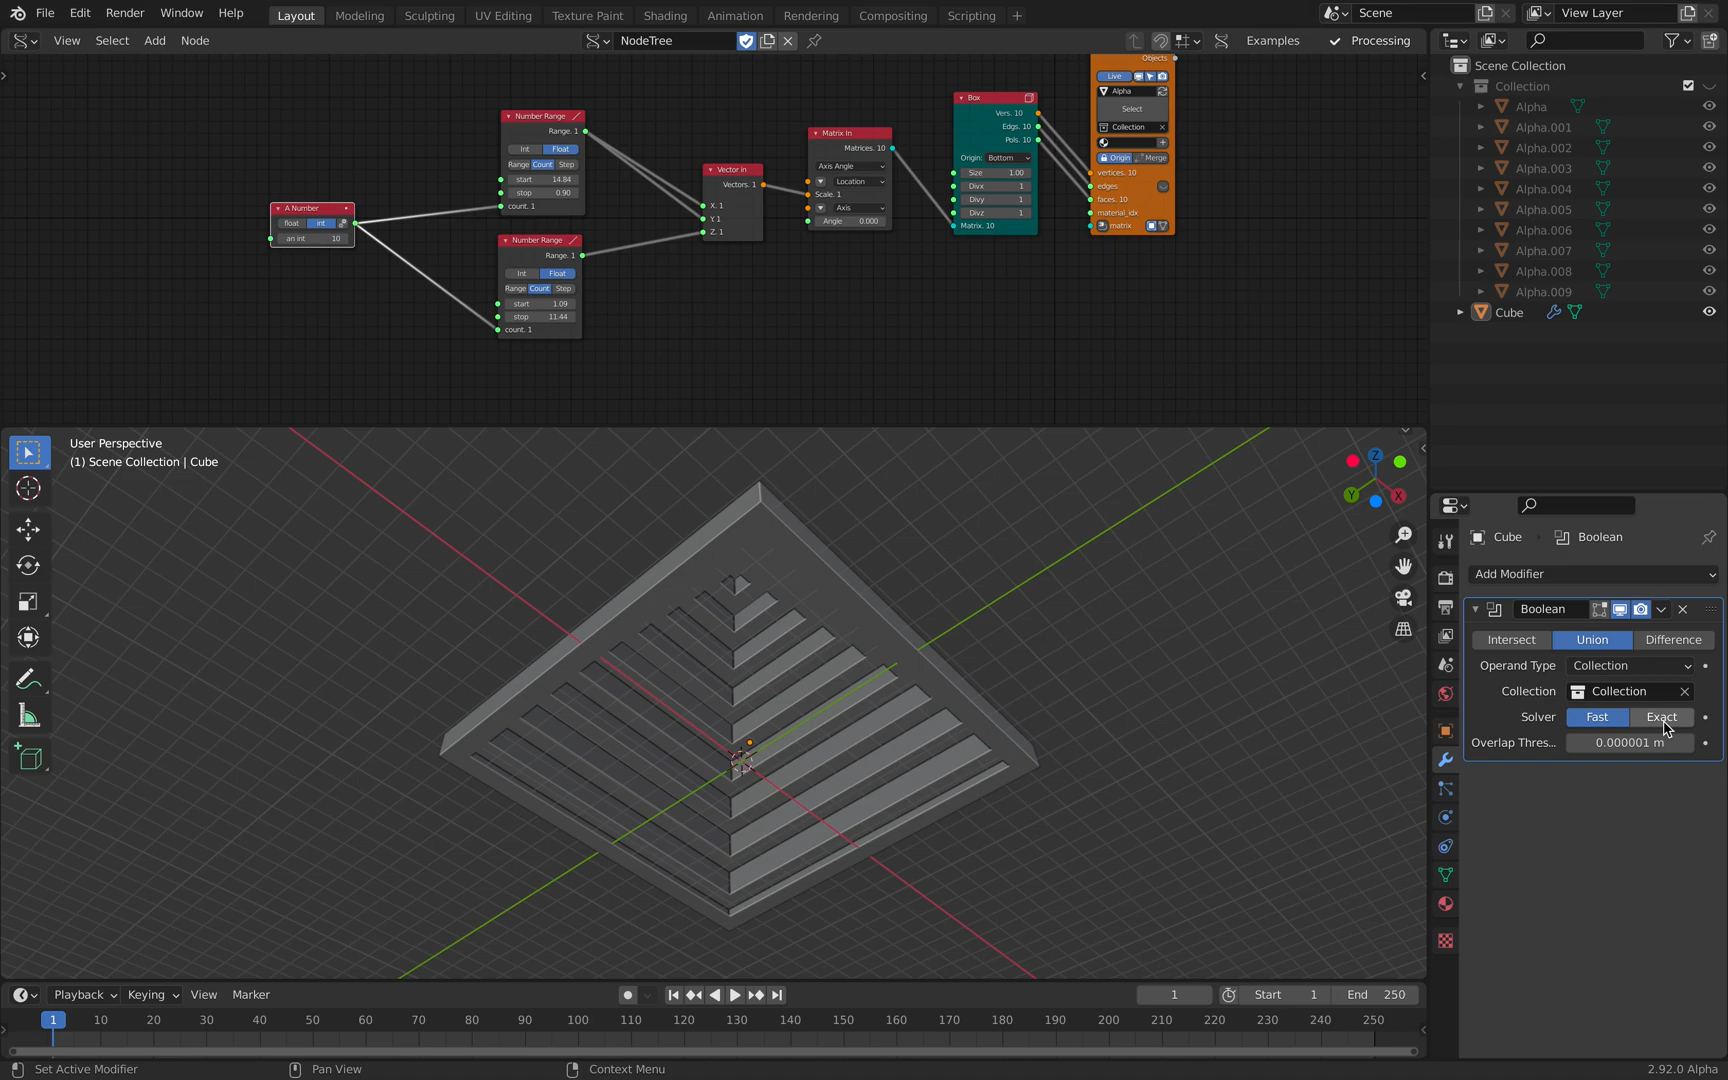 File Edit Render Window Help Layout Modeling Sculpting UV Editing Texture Paint Shading Animation Rendering Compositing Scripting + Scene View Layer
View Select Add Node NodeTree Examples Processing
Objects
Live
Alpha
Select
Collection
Origin Merge
vertices. 10
edges
faces. 10
material_idx
matrix
Box
Vers. 10
Edgs. 10
Pols. 10
Origin: Bottom
Size 1.00
Divx 1
Divy 1
Divz 1
Matrix. 10
Matrix In
Matrices. 10
Axis Angle
Location
Scale. 1
Axis
Angle 0.000
Vector in
Vectors. 1
X. 1
Y 1
Z. 1
Number Range
Range. 1
Int Float
Range Count Step
start 14.84
stop 0.90
count. 1
Number Range
Range. 1
Int Float
Range Count Step
start 1.09
stop 11.44
count. 1
A Number
float int
an int 10
Scene Collection
Collection
Alpha
Alpha.001
Alpha.002
Alpha.003
Alpha.004
Alpha.005
Alpha.006
Alpha.007
Alpha.008
Alpha.009
Cube
User Perspective
(1) Scene Collection | Cube
Z
Y X
Cube Boolean
Add Modifier
Boolean
Intersect Union Difference
Operand Type Collection
Collection Collection
Solver Fast Exact
Overlap Thres... 0.000001 m
Playback Keying View Marker 1 Start 1 End 250
1 10 20 30 40 50 60 70 80 90 100 110 120 130 140 150 160 170 180 190 200 210 220 230 240 250
Set Active Modifier Pan View Context Menu 2.92.0 Alpha